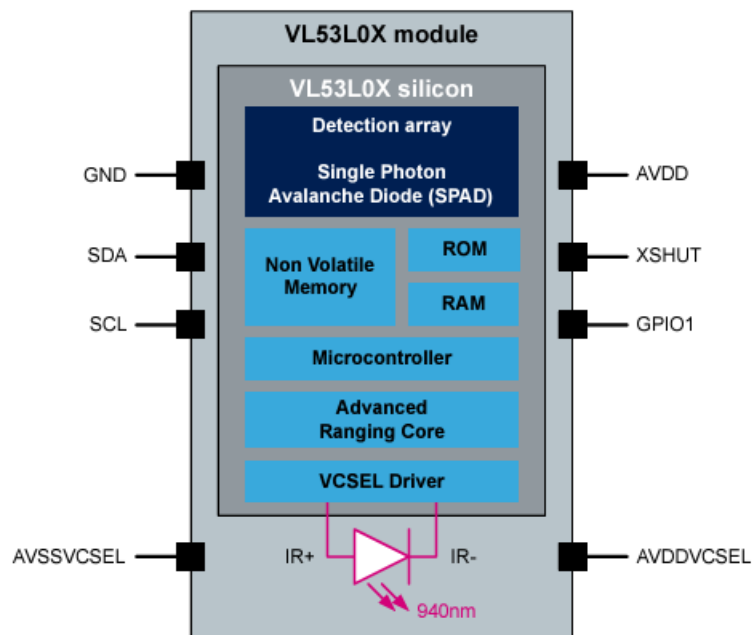 VL53L0X module
VL53L0X silicon
Detection array
Single Photon
Avalanche Diode (SPAD)
GND
AVDD
SDA
XSHUT
Non Volatile
Memory
ROM
RAM
SCL
GPIO1
Microcontroller
Advanced
Ranging Core
VCSEL Driver
AVSSVCSEL
IR+
IR-
AVDDVCSEL
940nm